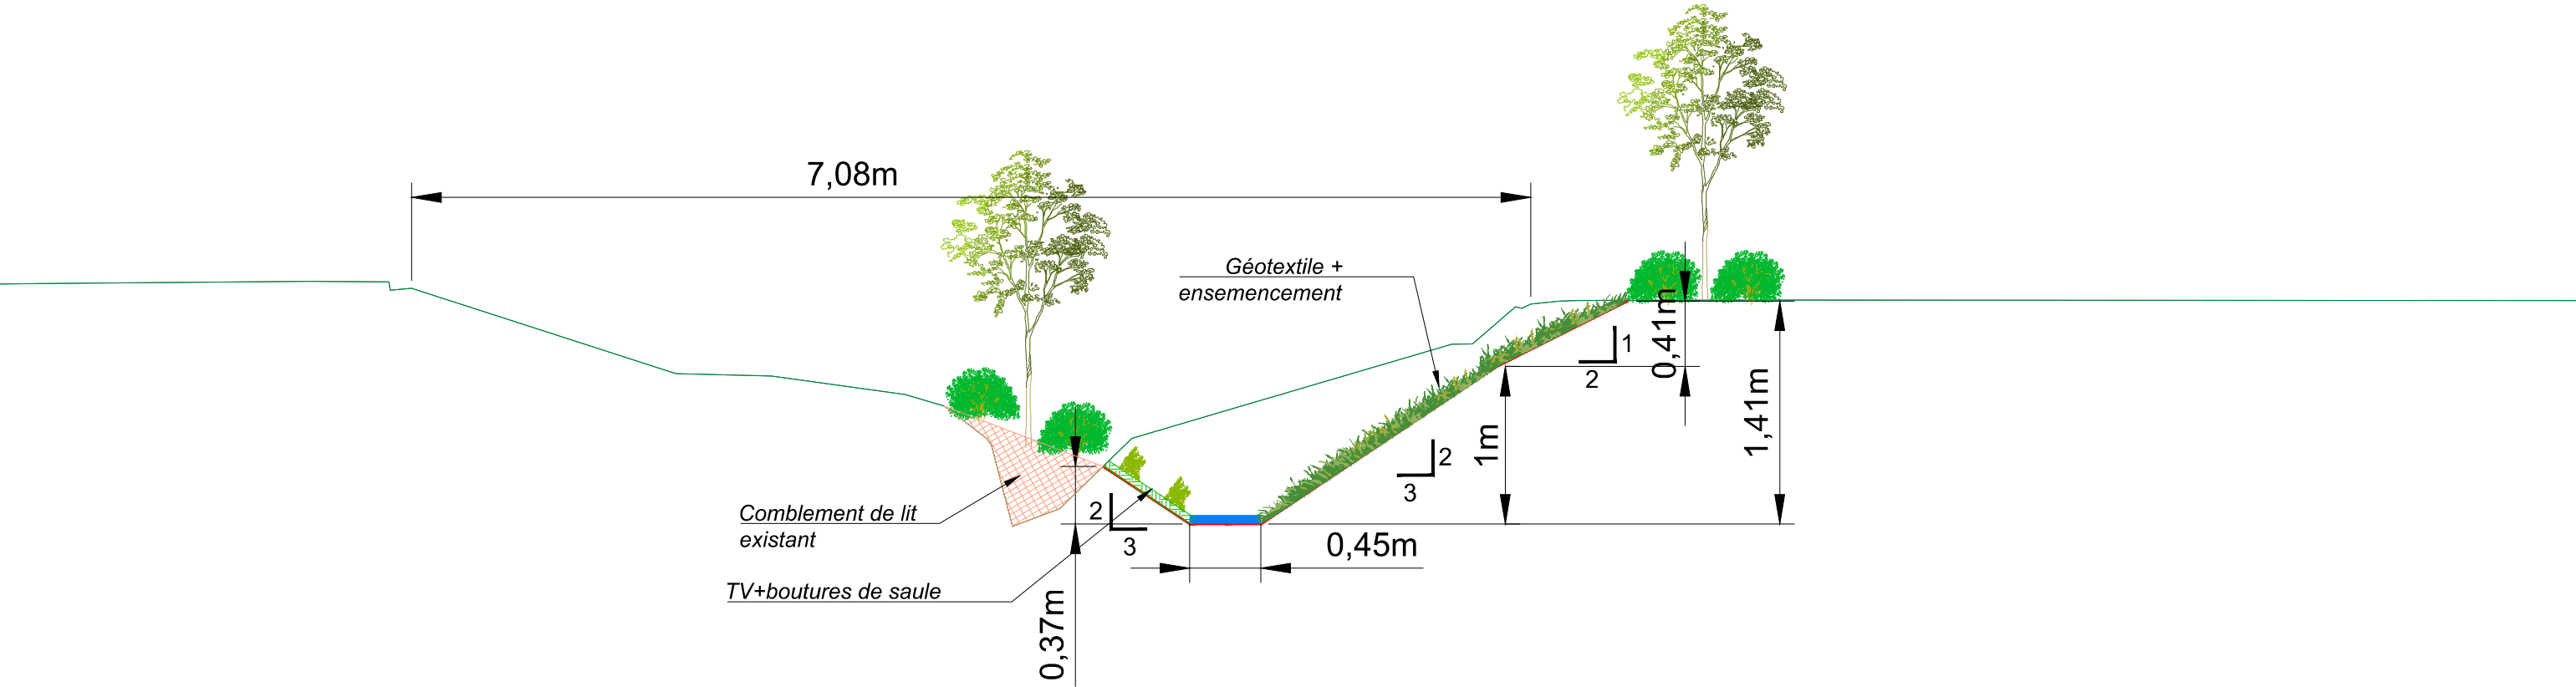 7,08m
Géotextile +
ensemencement
1
2
0,41m
1,41m
1m
2
3
Comblement de lit
existant
2
3
0,45m
TV+boutures de saule
0,37m